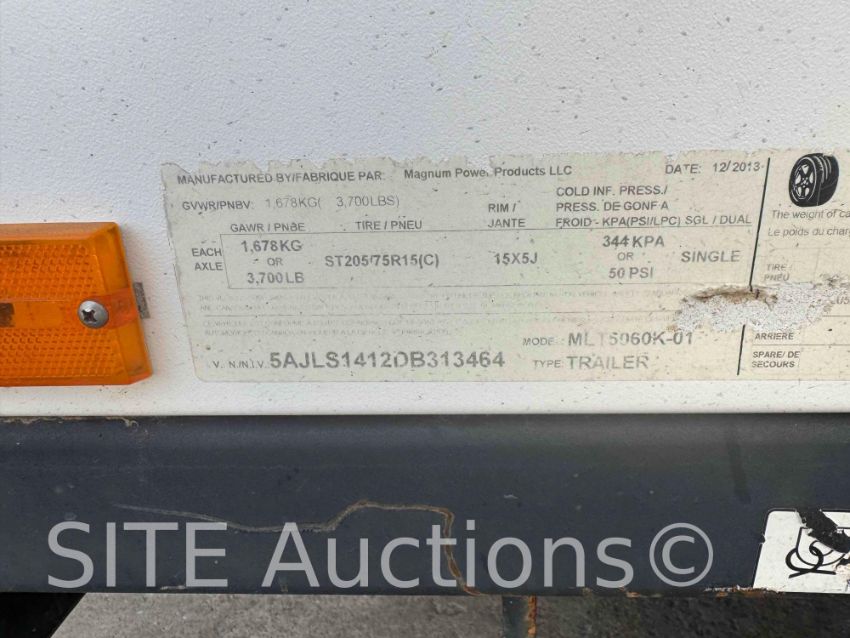 MANUFACTURED BY/FABRIQUE PAR: Magnum Power Products LLC DATE: 12/2013
GVWR/PNBV: 1,678KG( 3,700LBS)
GAWR / PNBE TIRE / PNEU RIM / JANTE COLD INF. PRESS./ PRESS. DE GONF A FROID - KPA(PSI/LPC) SGL / DUAL
EACH AXLE 1,678KG OR 3,700LB ST205/75R15(C) 15X5J 344 KPA OR 50 PSI SINGLE
V.I.N./N.I.V. 5AJLS1412DB313464 MODEL: MLT5060K-01
TYPE: TRAILER
The weight of
Le poids du
TIRE
PNEU
ARRIERE
SPARE/ DE
SECOURS
SITE Auctions©